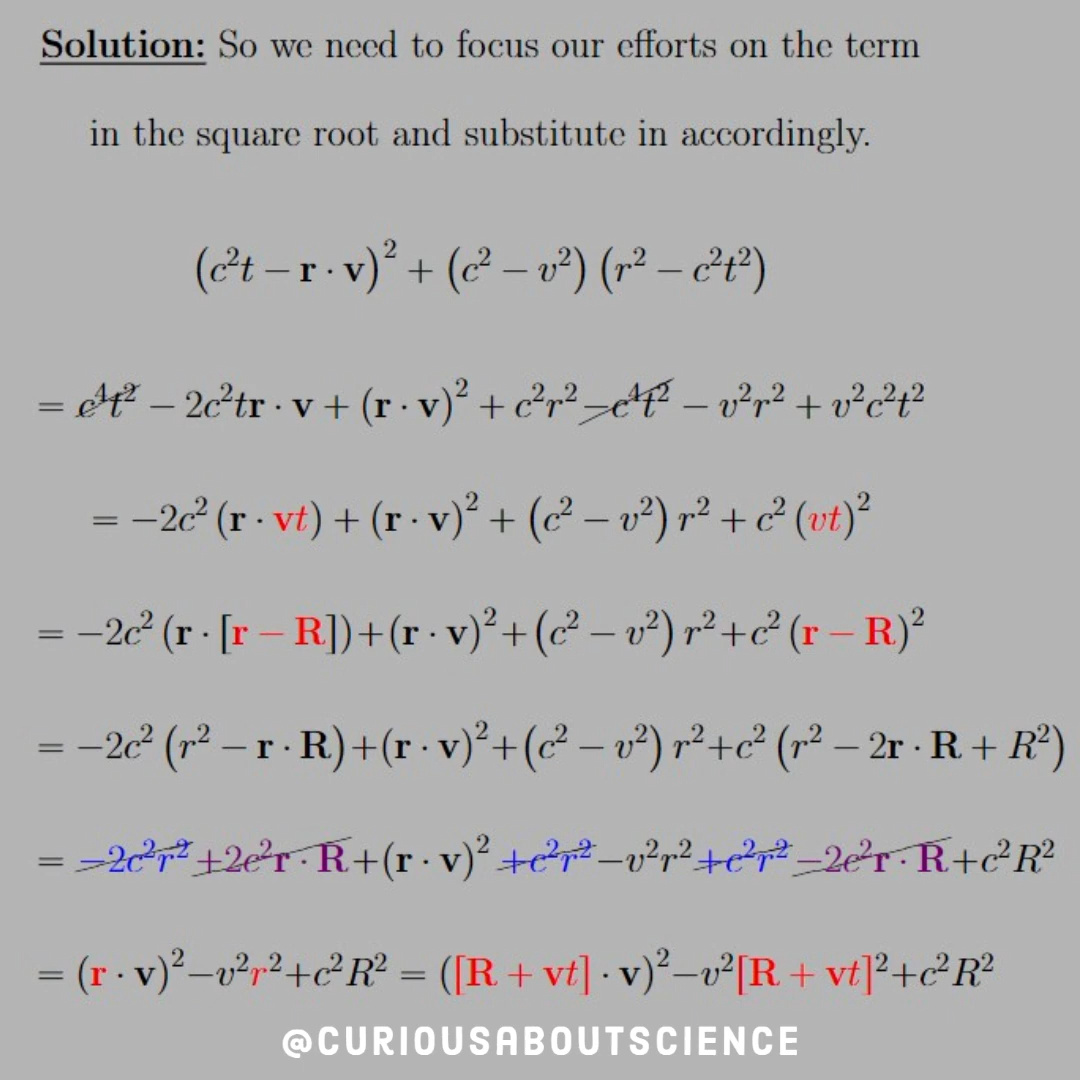 Solution: So we need to focus our efforts on the term
in the square root and substitute in accordingly.
(c²t − r · v)² + (c² − v²) (r² − c²t²)
= c⁴t² − 2c²tr · v + (r · v)² + c²r² − c⁴t² − v²r² + v²c²t²
= −2c² (r · vt) + (r · v)² + (c² − v²) r² + c² (vt)²
= −2c² (r · [r − R]) + (r · v)² + (c² − v²) r² + c² (r − R)²
= −2c² (r² − r · R) + (r · v)² + (c² − v²) r² + c² (r² − 2r · R + R²)
= −2c²r² +2c²r · R + (r · v)² +c²r² − v²r² +c²r² −2c²r · R + c²R²
= (r · v)² − v²r² + c²R² = ([R + vt] · v)² − v²[R + vt]² + c²R²
@CURIOUSABOUTSCIENCE